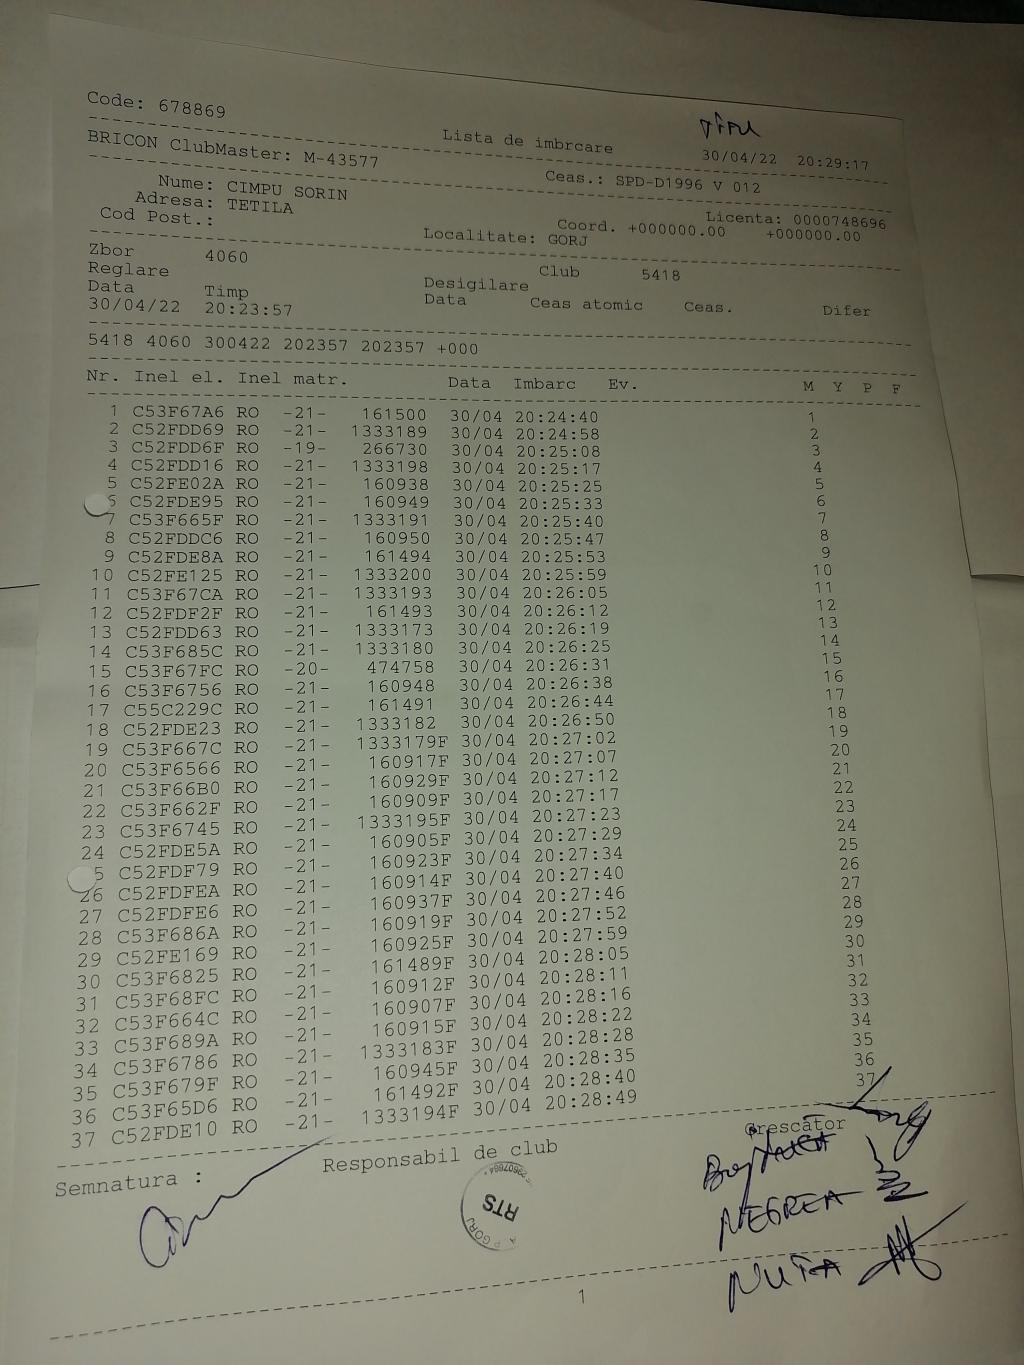 Code: 678869
Lista de imbrcare 30/04/22 20:29:17
BRICON ClubMaster: M-43577
Ceas.: SPD-D1996 V 012
Nume: CIMPU SORIN
Licenta: 0000748696
Adresa: TETILA
Coord. +000000.00 +000000.00
Cod Post.:
Localitate: GORJ
Zbor 4060
Club 5418
Reglare
Desigilare
Data Timp
Data Ceas atomic Ceas. Difer
30/04/22 20:23:57
5418 4060 300422 202357 202357 +000
Nr. Inel el. Inel matr. Data Imbarc Ev. M Y P F
1 C53F67A6 RO -21- 161500 30/04 20:24:40 1
2 C52FDD69 RO -21- 1333189 30/04 20:24:58 2
3 C52FDD6F RO -19- 266730 30/04 20:25:08 3
4 C52FDD16 RO -21- 1333198 30/04 20:25:17 4
5 C52FE02A RO -21- 160938 30/04 20:25:25 5
6 C52FDE95 RO -21- 160949 30/04 20:25:33 6
7 C53F665F RO -21- 1333191 30/04 20:25:40 7
8 C52FDDC6 RO -21- 160950 30/04 20:25:47 8
9 C52FDE8A RO -21- 161494 30/04 20:25:53 9
10 C52FE125 RO -21- 1333200 30/04 20:25:59 10
11 C53F67CA RO -21- 1333193 30/04 20:26:05 11
12 C52FDF2F RO -21- 161493 30/04 20:26:12 12
13 C52FDD63 RO -21- 1333173 30/04 20:26:19 13
14 C53F685C RO -21- 1333180 30/04 20:26:25 14
15 C53F67FC RO -20- 474758 30/04 20:26:31 15
16 C53F6756 RO -21- 160948 30/04 20:26:38 16
17 C55C229C RO -21- 161491 30/04 20:26:44 17
18 C52FDE23 RO -21- 1333182 30/04 20:26:50 18
19 C53F667C RO -21- 1333179F 30/04 20:27:02 19
20 C53F6566 RO -21- 160917F 30/04 20:27:07 20
21 C53F66B0 RO -21- 160929F 30/04 20:27:12 21
22 C53F662F RO -21- 160909F 30/04 20:27:17 22
23 C53F6745 RO -21- 1333195F 30/04 20:27:23 23
24 C52FDE5A RO -21- 160905F 30/04 20:27:29 24
5 C52FDF79 RO -21- 160923F 30/04 20:27:34 25
26 C52FDFEA RO -21- 160914F 30/04 20:27:40 26
27 C52FDFE6 RO -21- 160937F 30/04 20:27:46 27
28 C53F686A RO -21- 160919F 30/04 20:27:52 28
29 C52FE169 RO -21- 160925F 30/04 20:27:59 29
30 C53F6825 RO -21- 161489F 30/04 20:28:05 30
31 C53F68FC RO -21- 160912F 30/04 20:28:11 31
32 C53F664C RO -21- 160907F 30/04 20:28:16 32
33 C53F689A RO -21- 160915F 30/04 20:28:22 33
34 C53F6786 RO -21- 1333183F 30/04 20:28:28 34
35 C53F679F RO -21- 160945F 30/04 20:28:35 35
36 C53F65D6 RO -21- 161492F 30/04 20:28:40 36
37 C52FDE10 RO -21- 1333194F 30/04 20:28:49 37
Semnatura : Responsabil de club Crescător
RTS
GORJ
NEGREA
NUȚA
1